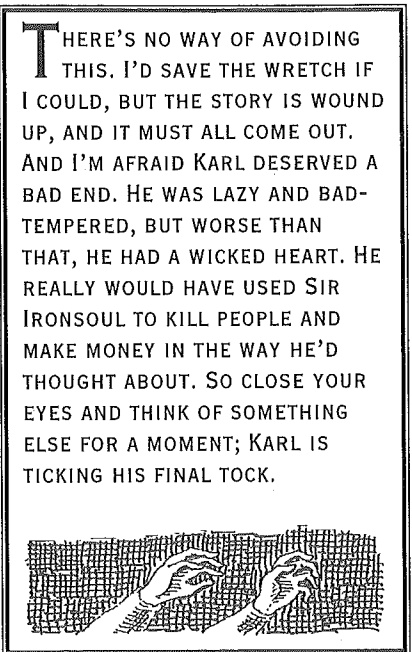 THERE'S NO WAY OF AVOIDING
THIS. I'D SAVE THE WRETCH IF
I COULD, BUT THE STORY IS WOUND
UP, AND IT MUST ALL COME OUT.
AND I'M AFRAID KARL DESERVED A
BAD END. HE WAS LAZY AND BAD-
TEMPERED, BUT WORSE THAN
THAT, HE HAD A WICKED HEART. HE
REALLY WOULD HAVE USED SIR
IRONSOUL TO KILL PEOPLE AND
MAKE MONEY IN THE WAY HE'D
THOUGHT ABOUT. SO CLOSE YOUR
EYES AND THINK OF SOMETHING
ELSE FOR A MOMENT; KARL IS
TICKING HIS FINAL TOCK.